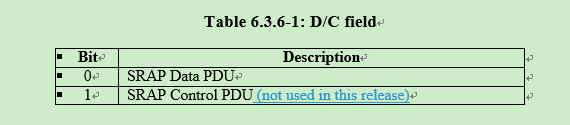 Table 6.3.6-1: D/C field
Bit Description
0 SRAP Data PDU
1 SRAP Control PDU (not used in this release)